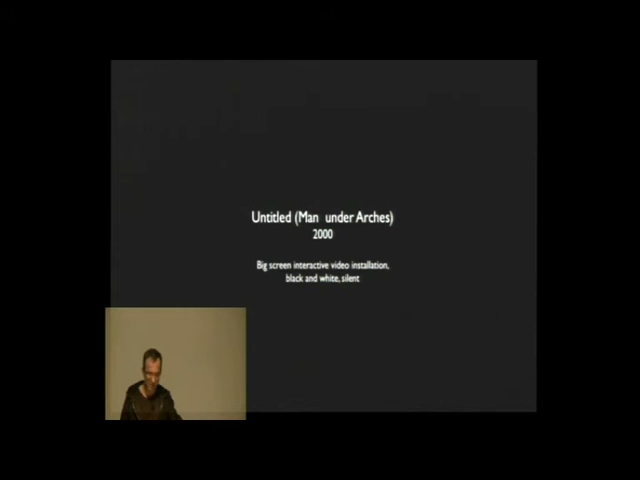 Untitled (Man under Arches)
2000
Big screen interactive video installation,
black and white, silent